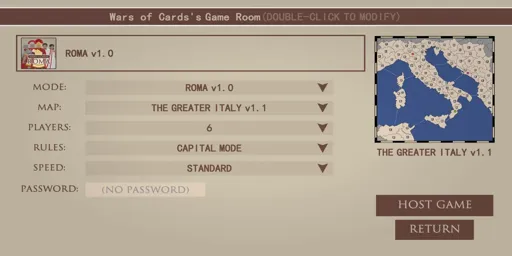 Wars of Cards's Game Room(DOUBLE-CLICK TO MODIFY)
ROMA
ROMA v1.0
MODE: ROMA v1.0
MAP: THE GREATER ITALY v1.1
PLAYERS: 6
RULES: CAPITAL MODE
SPEED: STANDARD
PASSWORD: (NO PASSWORD)
THE GREATER ITALY v1.1
HOST GAME
RETURN